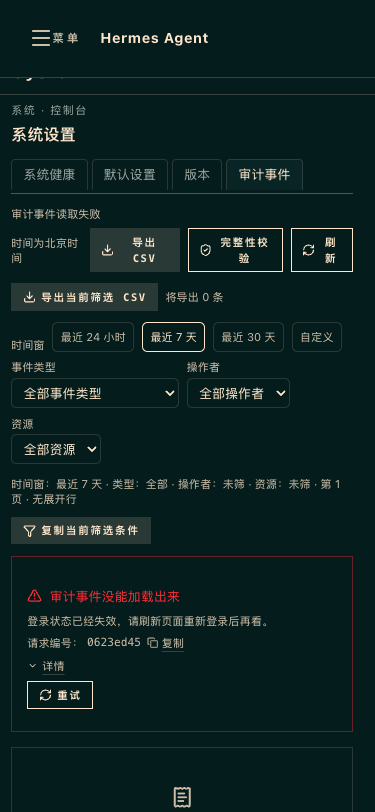 菜单 Hermes Agent
系统 · 控制台
系统设置
系统健康 默认设置 版本 审计事件
审计事件读取失败
时间为北京时
间
导出
CSV
完整性校
验
刷
新
导出当前筛选 CSV 将导出 0 条
时间窗 最近 24 小时 最近 7 天 最近 30 天 自定义
事件类型 操作者
全部事件类型 全部操作者
资源
全部资源
时间窗：最近 7 天 · 类型：全部 · 操作者：未筛 · 资源：未筛 · 第 1
页 · 无展开行
复制当前筛选条件
审计事件没能加载出来
登录状态已经失效，请刷新页面重新登录后再看。
请求编号： 0623ed45 复制
详情
重试